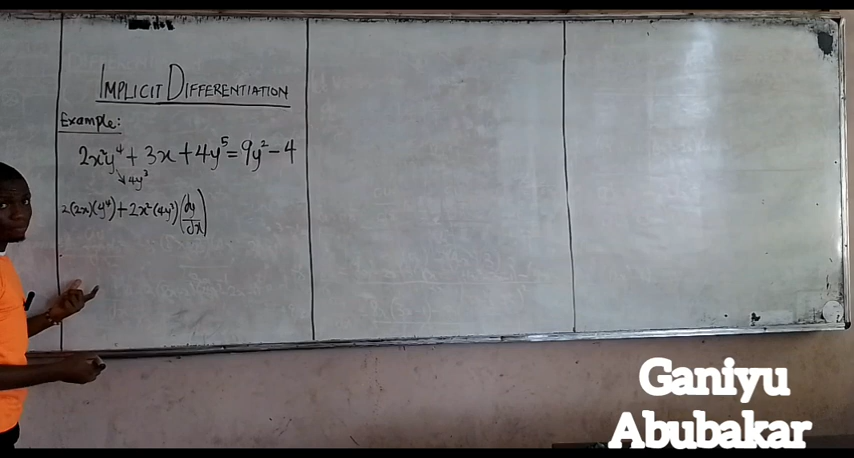 IMPLICIT DIFFERENTIATION
Example:
2x²y⁴ + 3x + 4y⁵ = 9y² − 4
4y³
2(2x)(y⁴) + 2x²(4y³)(dy/dx)
Ganiyu
Abubakar